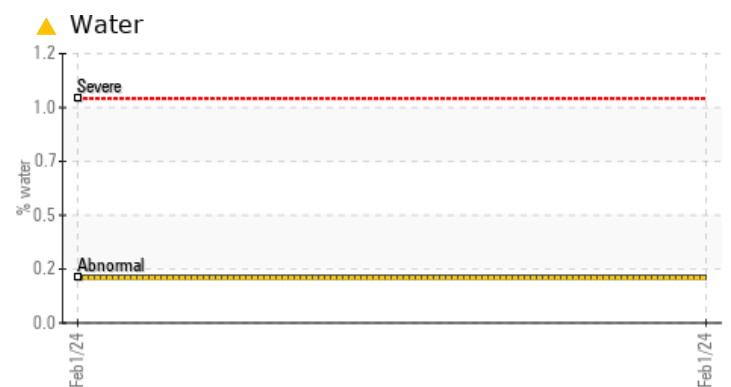 Water
1.2
Severe
1.0
0.7
% water
0.5
Abnormal
0.2
0.0
Feb1/24
Feb1/24